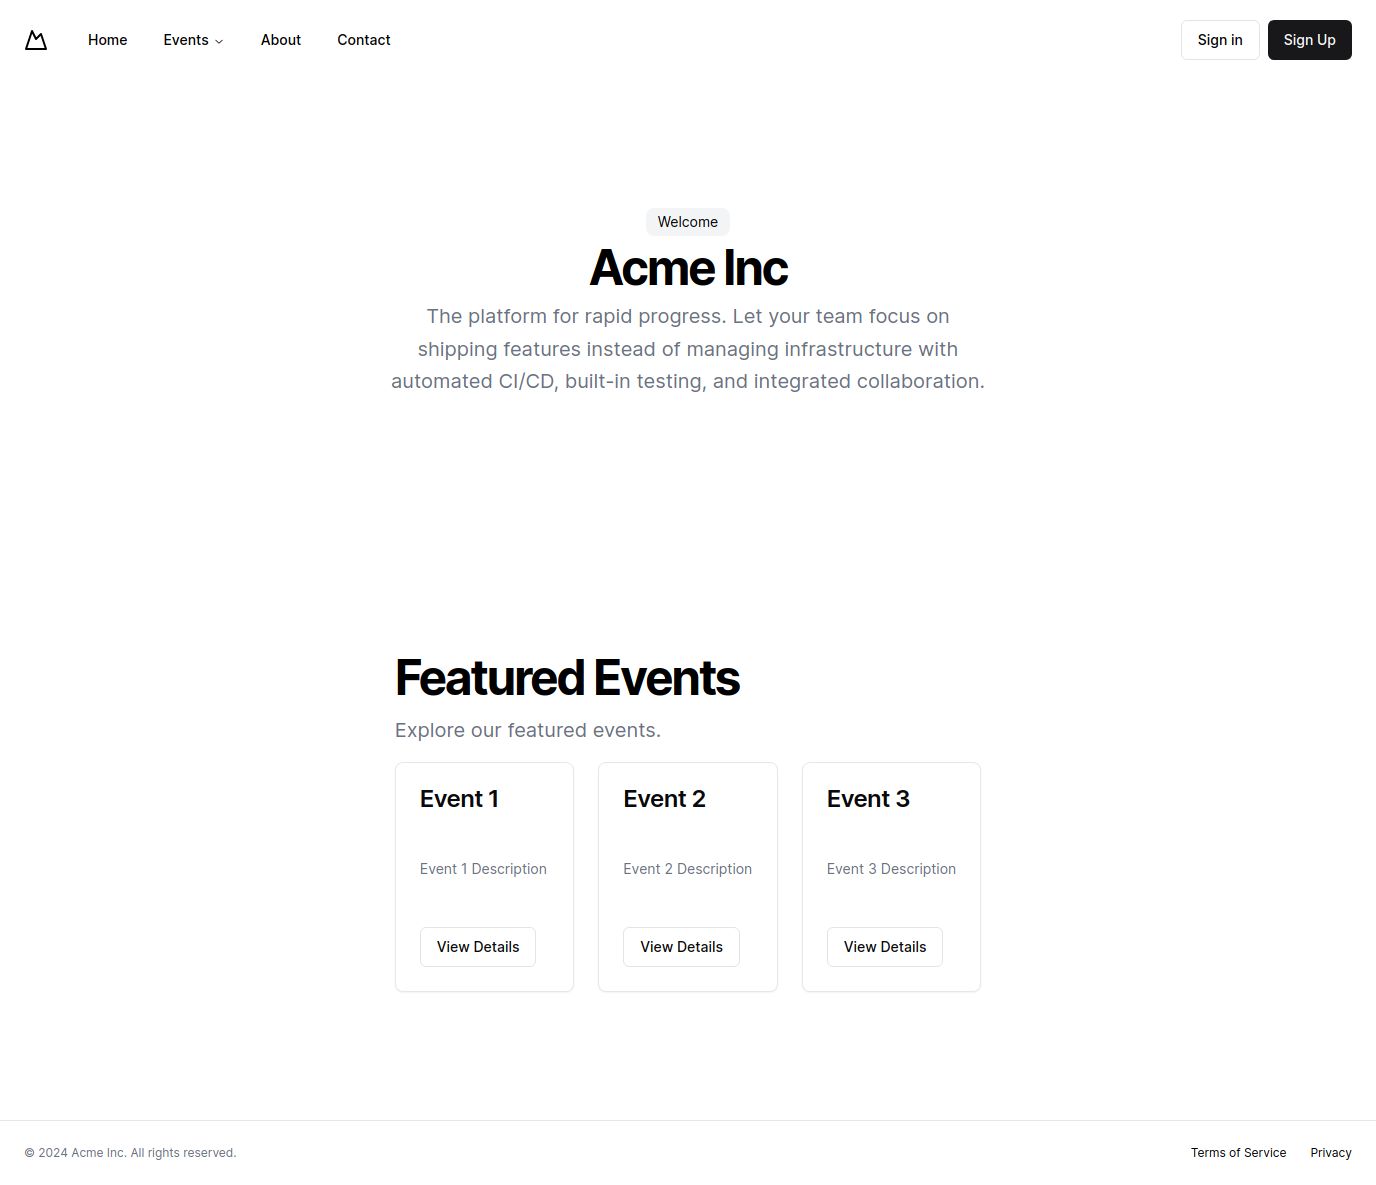 Home Events About Contact Sign in Sign Up
Welcome
Acme Inc
The platform for rapid progress. Let your team focus on
shipping features instead of managing infrastructure with
automated CI/CD, built-in testing, and integrated collaboration.
Featured Events
Explore our featured events.
Event 1 Event 2 Event 3
Event 1 Description Event 2 Description Event 3 Description
View Details View Details View Details
© 2024 Acme Inc. All rights reserved. Terms of Service Privacy